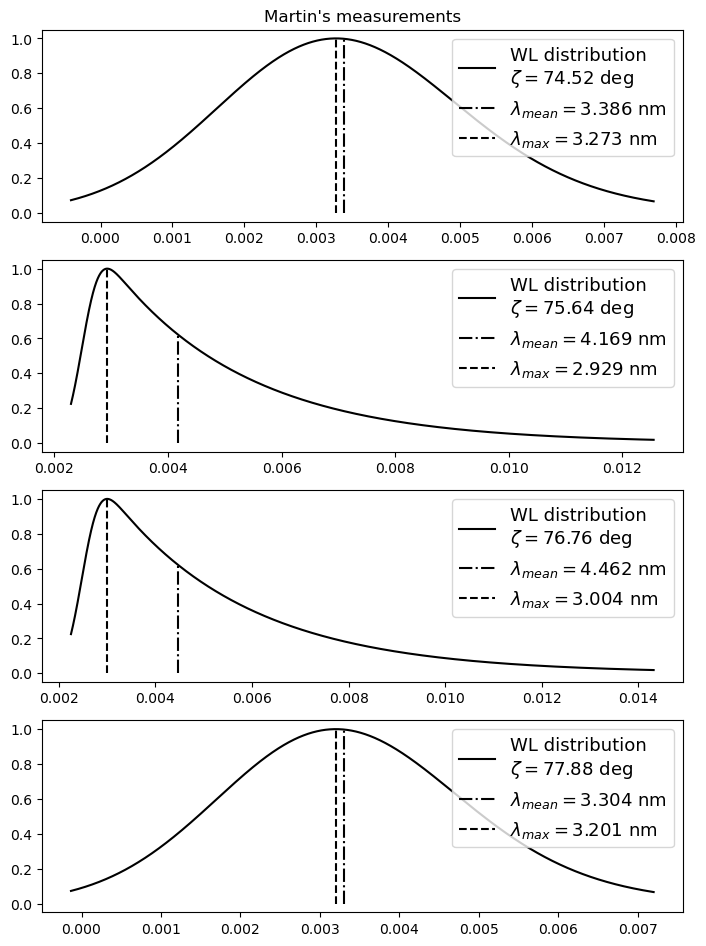 Martin's measurements
1.0
0.8
0.6
0.4
0.2
0.0
WL distribution
ζ = 74.52 deg
λmean = 3.386 nm
λmax = 3.273 nm
0.000 0.001 0.002 0.003 0.004 0.005 0.006 0.007 0.008
1.0
0.8
0.6
0.4
0.2
0.0
WL distribution
ζ = 75.64 deg
λmean = 4.169 nm
λmax = 2.929 nm
0.002 0.004 0.006 0.008 0.010 0.012
1.0
0.8
0.6
0.4
0.2
0.0
WL distribution
ζ = 76.76 deg
λmean = 4.462 nm
λmax = 3.004 nm
0.002 0.004 0.006 0.008 0.010 0.012 0.014
1.0
0.8
0.6
0.4
0.2
0.0
WL distribution
ζ = 77.88 deg
λmean = 3.304 nm
λmax = 3.201 nm
0.000 0.001 0.002 0.003 0.004 0.005 0.006 0.007